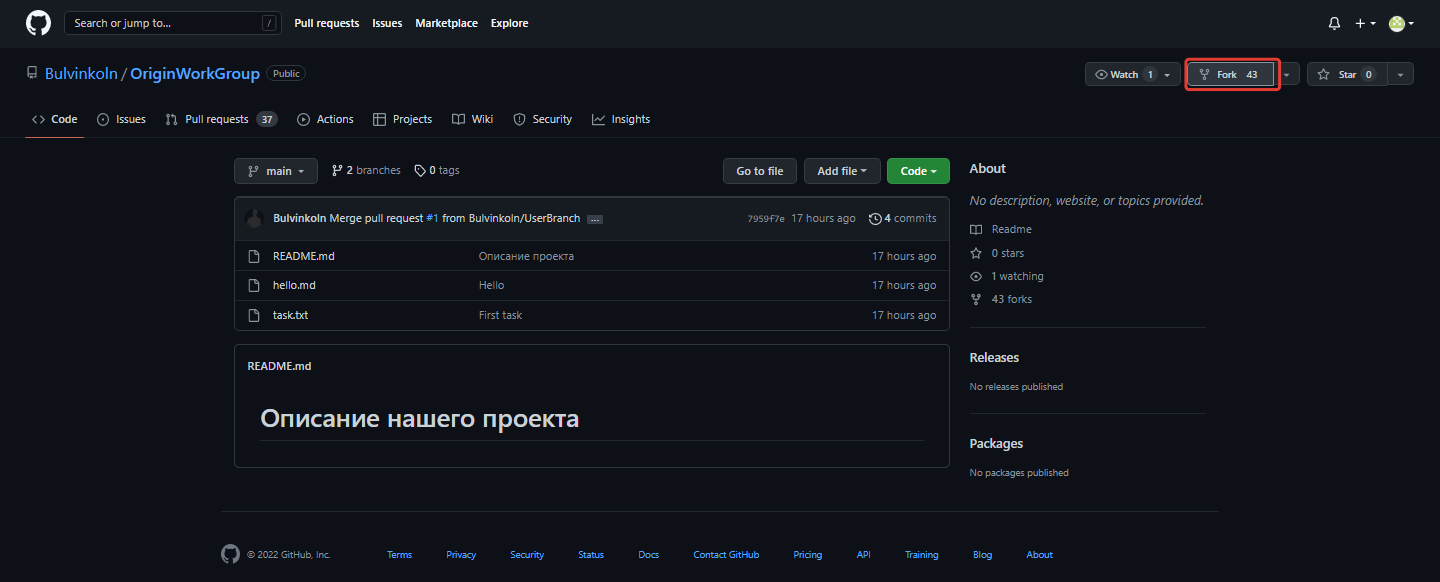 Search or jump to... /
Pull requests Issues Marketplace Explore
Bulvinkoln / OriginWorkGroup Public
Watch 1 Fork 43 Star 0
Code Issues Pull requests 37 Actions Projects Wiki Security Insights
main 2 branches 0 tags Go to file Add file Code
Bulvinkoln Merge pull request #1 from Bulvinkoln/UserBranch ... 7959f7e 17 hours ago 4 commits
README.md Описание проекта 17 hours ago
hello.md Hello 17 hours ago
task.txt First task 17 hours ago
README.md
Описание нашего проекта
About
No description, website, or topics provided.
Readme
0 stars
1 watching
43 forks
Releases
No releases published
Packages
No packages published
© 2022 GitHub, Inc. Terms Privacy Security Status Docs Contact GitHub Pricing API Training Blog About